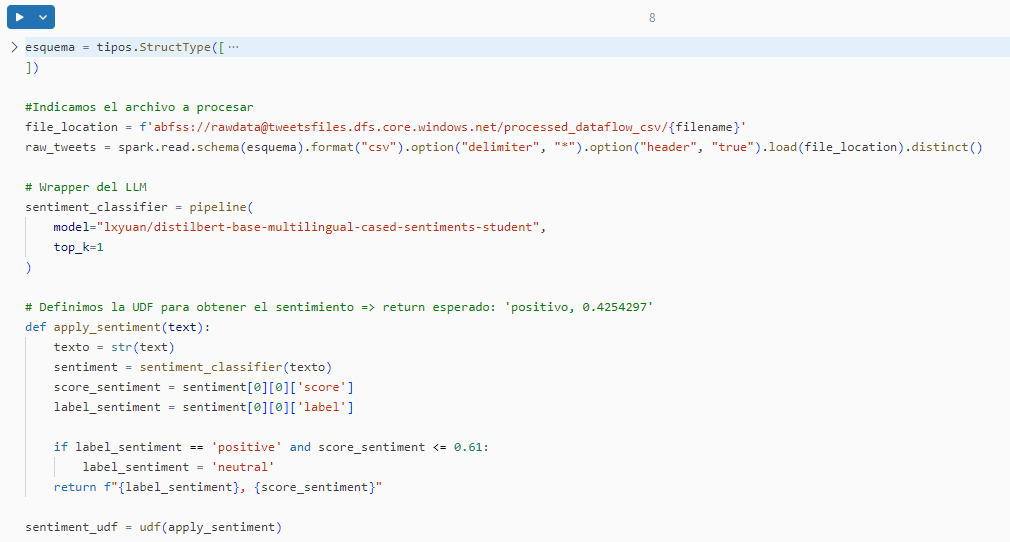 8
esquema = tipos.StructType([ ···
])
#Indicamos el archivo a procesar
file_location = f'abfss://rawdata@tweetsfiles.dfs.core.windows.net/processed_dataflow_csv/{filename}'
raw_tweets = spark.read.schema(esquema).format("csv").option("delimiter", "*").option("header", "true").load(file_location).distinct()
# Wrapper del LLM
sentiment_classifier = pipeline(
    model="lxyuan/distilbert-base-multilingual-cased-sentiments-student",
    top_k=1
)
# Definimos la UDF para obtener el sentimiento => return esperado: 'positivo, 0.4254297'
def apply_sentiment(text):
    texto = str(text)
    sentiment = sentiment_classifier(texto)
    score_sentiment = sentiment[0][0]['score']
    label_sentiment = sentiment[0][0]['label']
    if label_sentiment == 'positive' and score_sentiment <= 0.61:
        label_sentiment = 'neutral'
    return f"{label_sentiment}, {score_sentiment}"
sentiment_udf = udf(apply_sentiment)